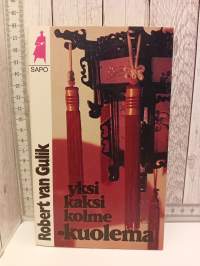 SAPO
Robert van Gulik
yksi
kaksi
kolme
-kuolema